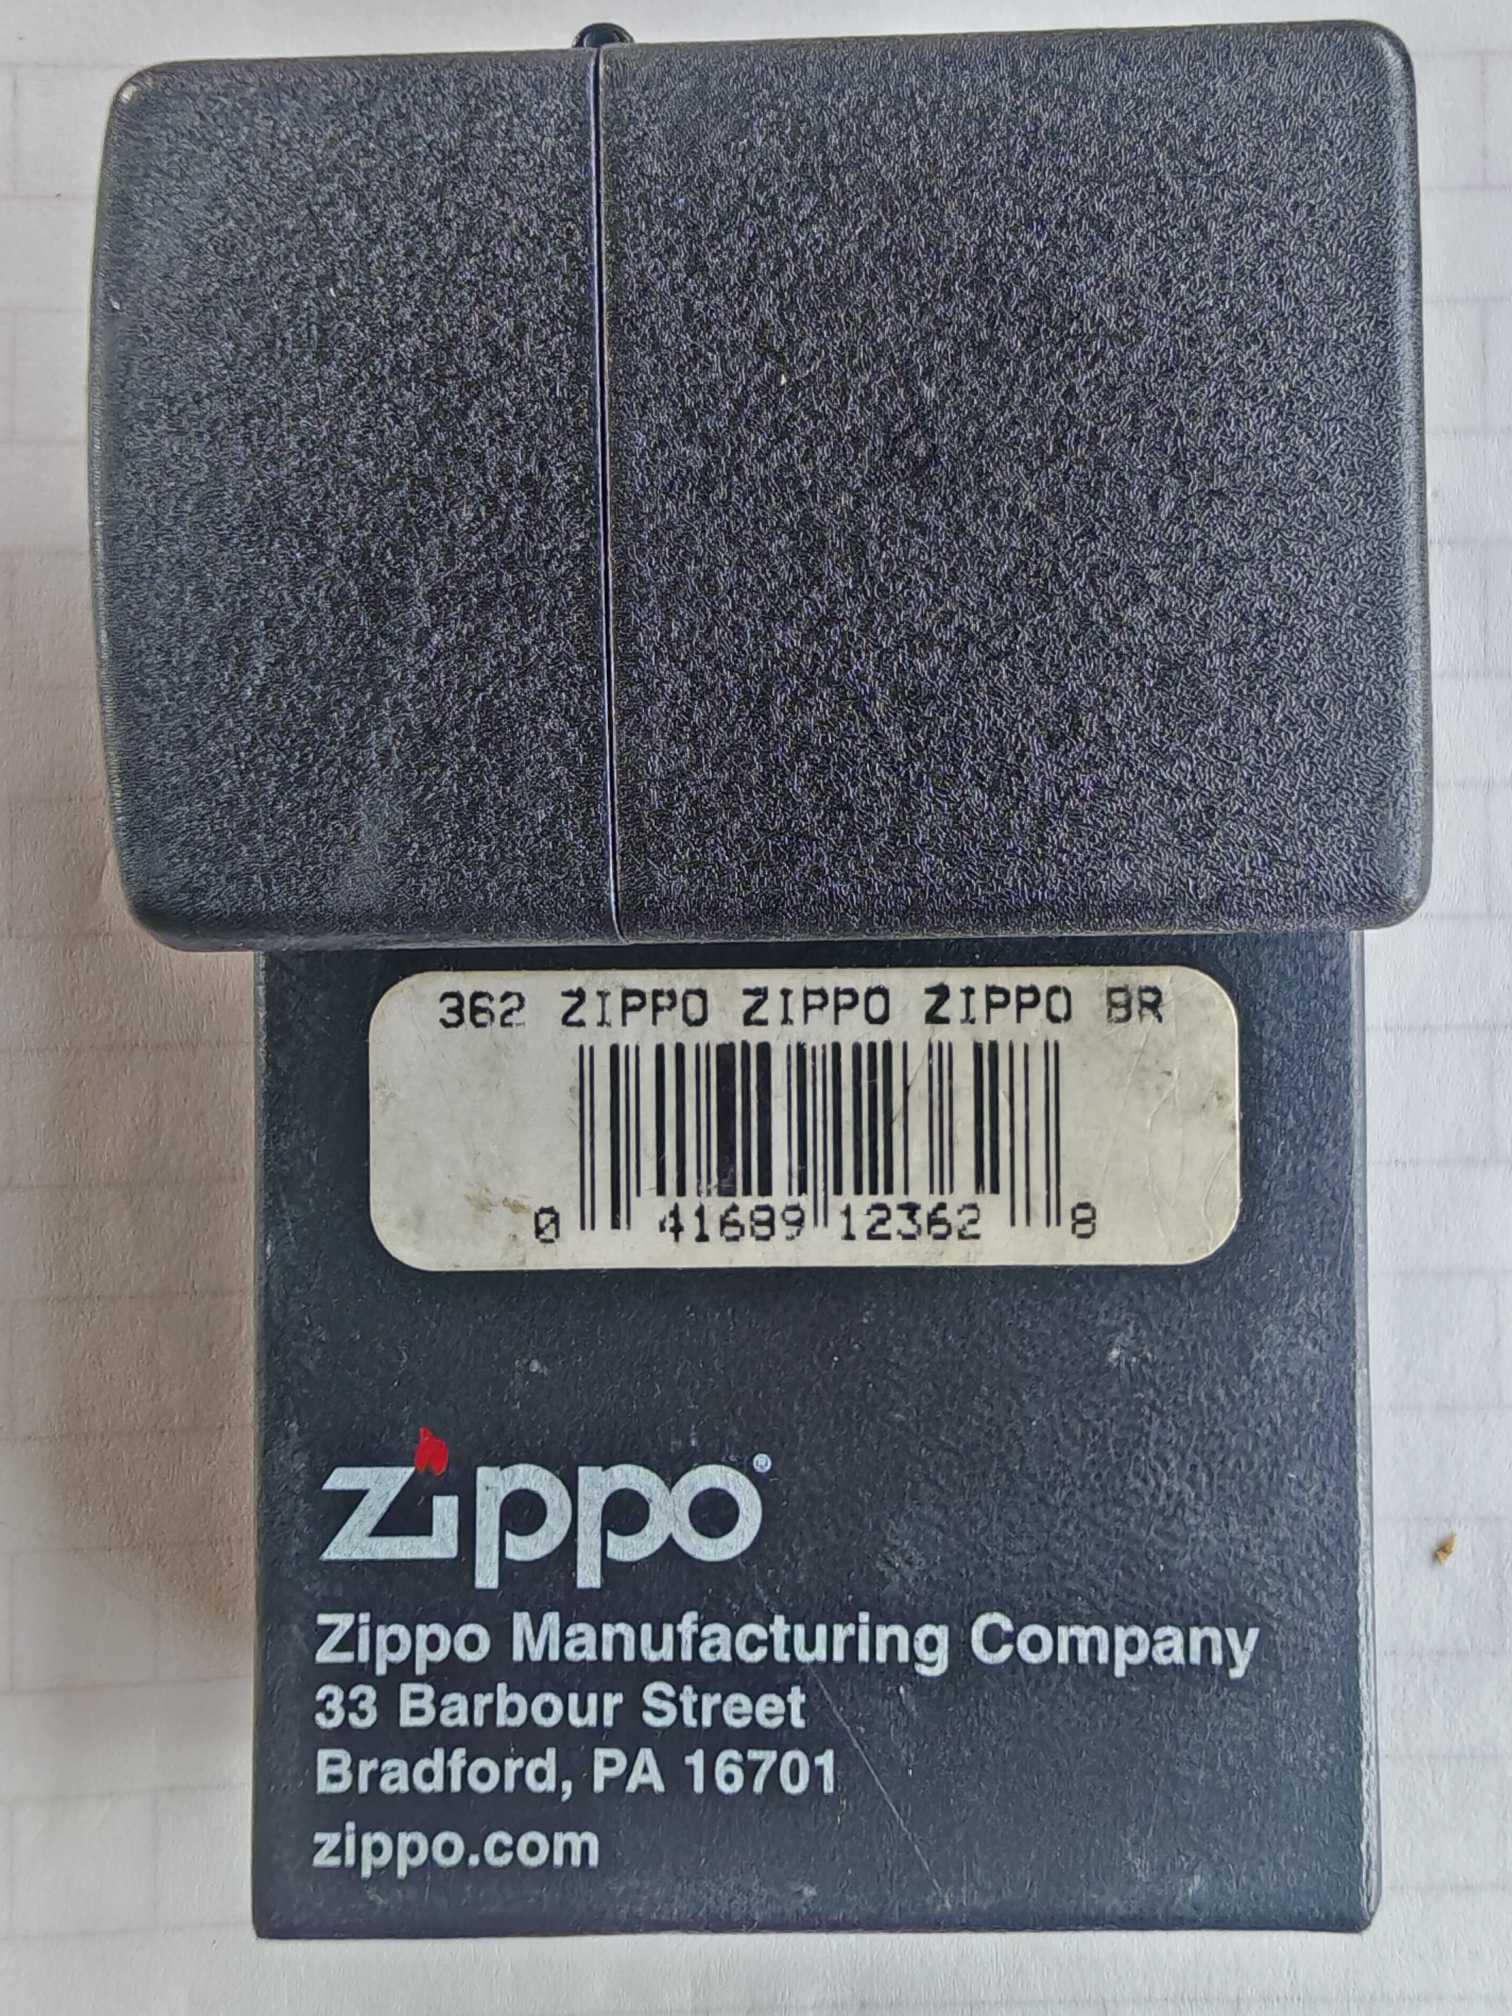 362 ZIPPO ZIPPO ZIPPO BR
0 41689 12362 8
zippo®
Zippo Manufacturing Company
33 Barbour Street
Bradford, PA 16701
zippo.com